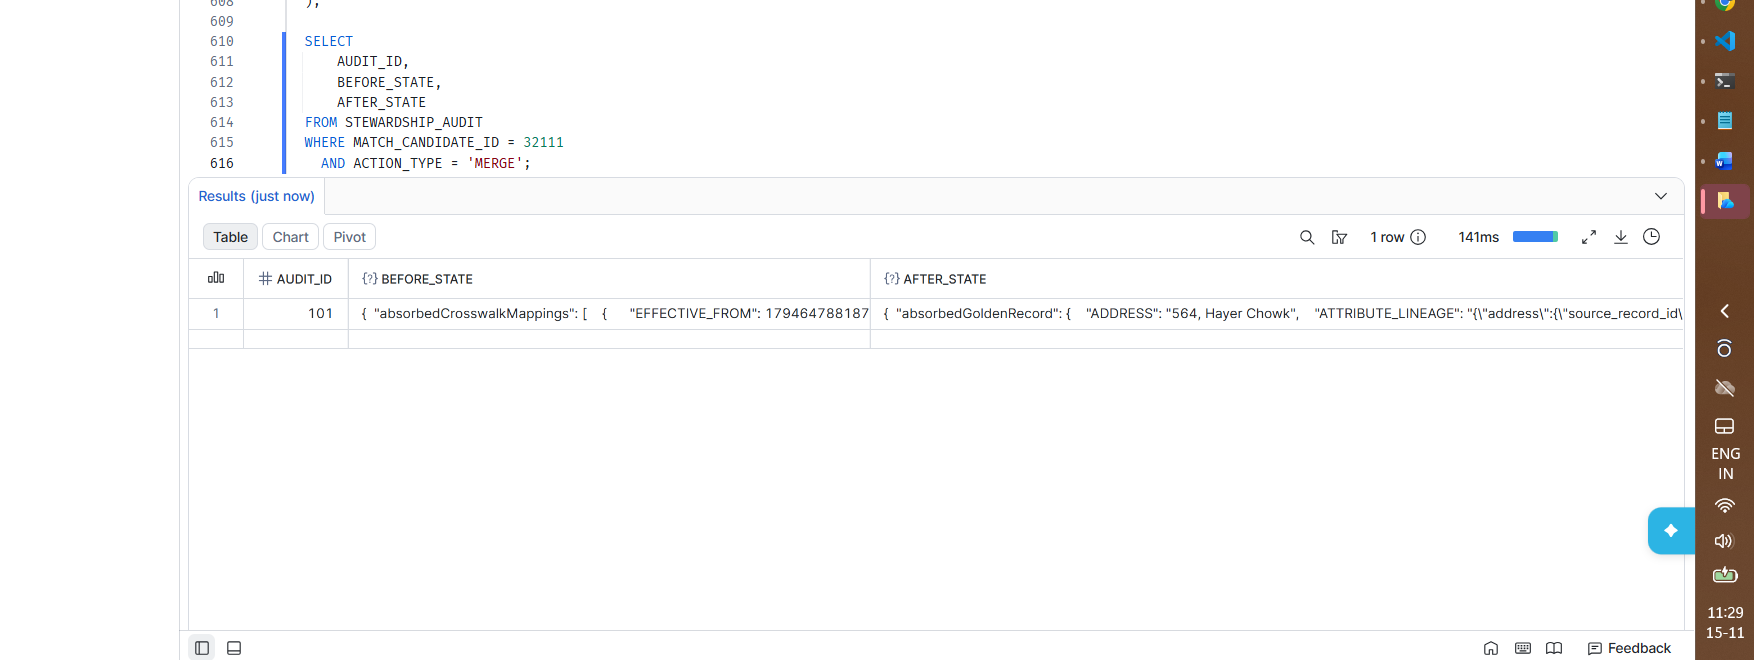 608 );
609
610 SELECT
611 AUDIT_ID,
612 BEFORE_STATE,
613 AFTER_STATE
614 FROM STEWARDSHIP_AUDIT
615 WHERE MATCH_CANDIDATE_ID = 32111
616 AND ACTION_TYPE = 'MERGE';
Results (just now)
Table Chart Pivot 1 row 141ms
AUDIT_ID BEFORE_STATE AFTER_STATE
1 101 { "absorbedCrosswalkMappings": [ { "EFFECTIVE_FROM": 179464788187 { "absorbedGoldenRecord": { "ADDRESS": "564, Hayer Chowk", "ATTRIBUTE_LINEAGE": "{\"address\":{\"source_record_id\
ENG
IN
11:29
15-11
Feedback